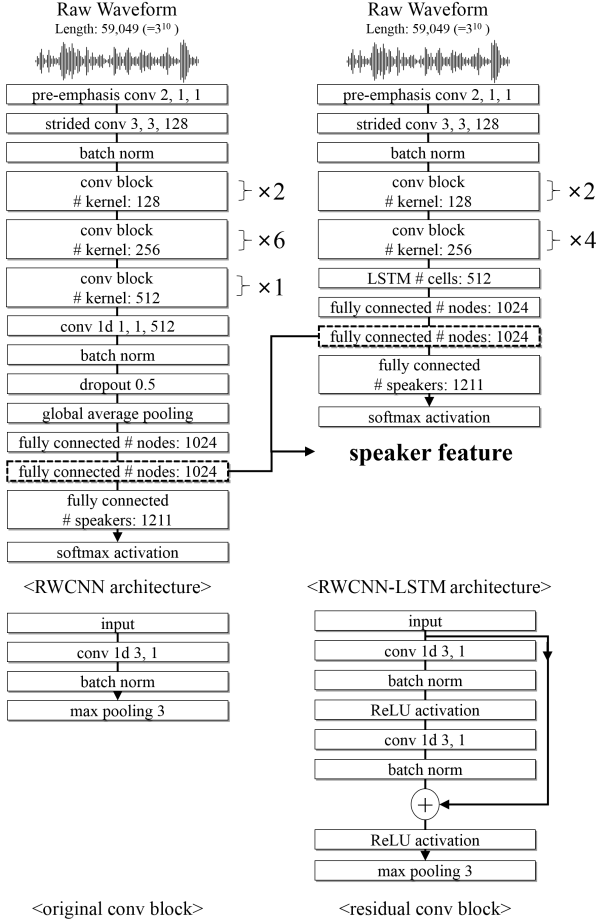 Raw Waveform
Length: 59,049 (=3¹⁰ )
pre-emphasis conv 2, 1, 1
strided conv 3, 3, 128
batch norm
conv block
# kernel: 128
×2
conv block
# kernel: 256
×6
conv block
# kernel: 512
×1
conv 1d 1, 1, 512
batch norm
dropout 0.5
global average pooling
fully connected # nodes: 1024
fully connected # nodes: 1024
fully connected
# speakers: 1211
softmax activation
<RWCNN architecture>
Raw Waveform
Length: 59,049 (=3¹⁰ )
pre-emphasis conv 2, 1, 1
strided conv 3, 3, 128
batch norm
conv block
# kernel: 128
×2
conv block
# kernel: 256
×4
LSTM # cells: 512
fully connected # nodes: 1024
fully connected # nodes: 1024
fully connected
# speakers: 1211
softmax activation
speaker feature
<RWCNN-LSTM architecture>
input
conv 1d 3, 1
batch norm
max pooling 3
<original conv block>
input
conv 1d 3, 1
batch norm
ReLU activation
conv 1d 3, 1
batch norm
+
ReLU activation
max pooling 3
<residual conv block>